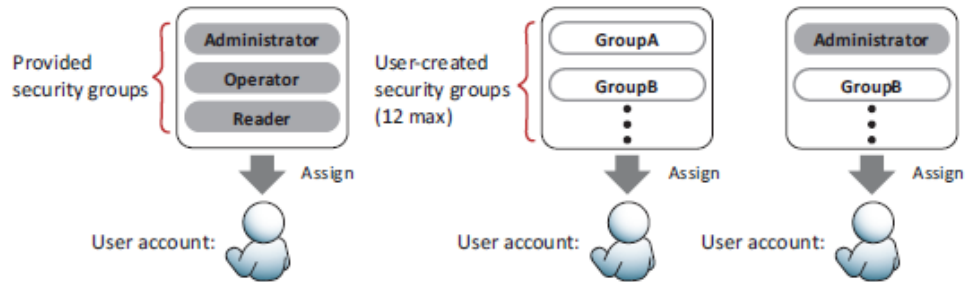 Provided
security groups
Administrator
Operator
Reader
Assign
User account:
User-created
security groups
(12 max)
GroupA
GroupB
Assign
User account:
Administrator
GroupB
Assign
User account: